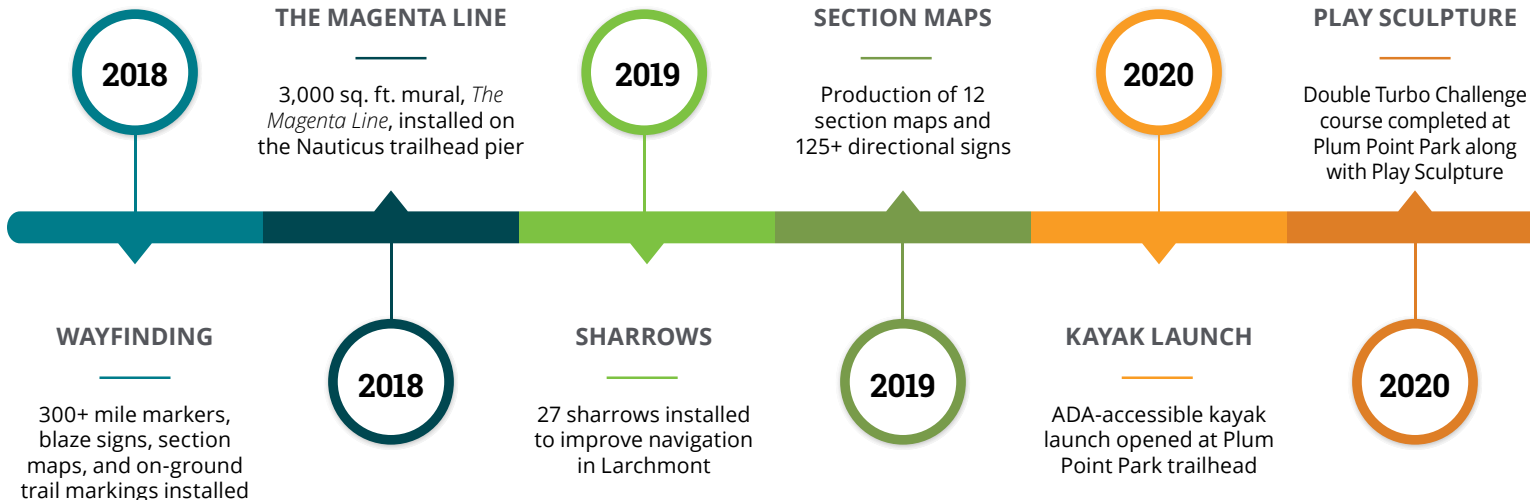 2018
WAYFINDING
300+ mile markers,
blaze signs, section
maps, and on-ground
trail markings installed
THE MAGENTA LINE
3,000 sq. ft. mural, The
Magenta Line, installed on
the Nauticus trailhead pier
2018
2019
SHARROWS
27 sharrows installed
to improve navigation
in Larchmont
SECTION MAPS
Production of 12
section maps and
125+ directional signs
2019
2020
KAYAK LAUNCH
ADA-accessible kayak
launch opened at Plum
Point Park trailhead
PLAY SCULPTURE
Double Turbo Challenge
course completed at
Plum Point Park along
with Play Sculpture
2020